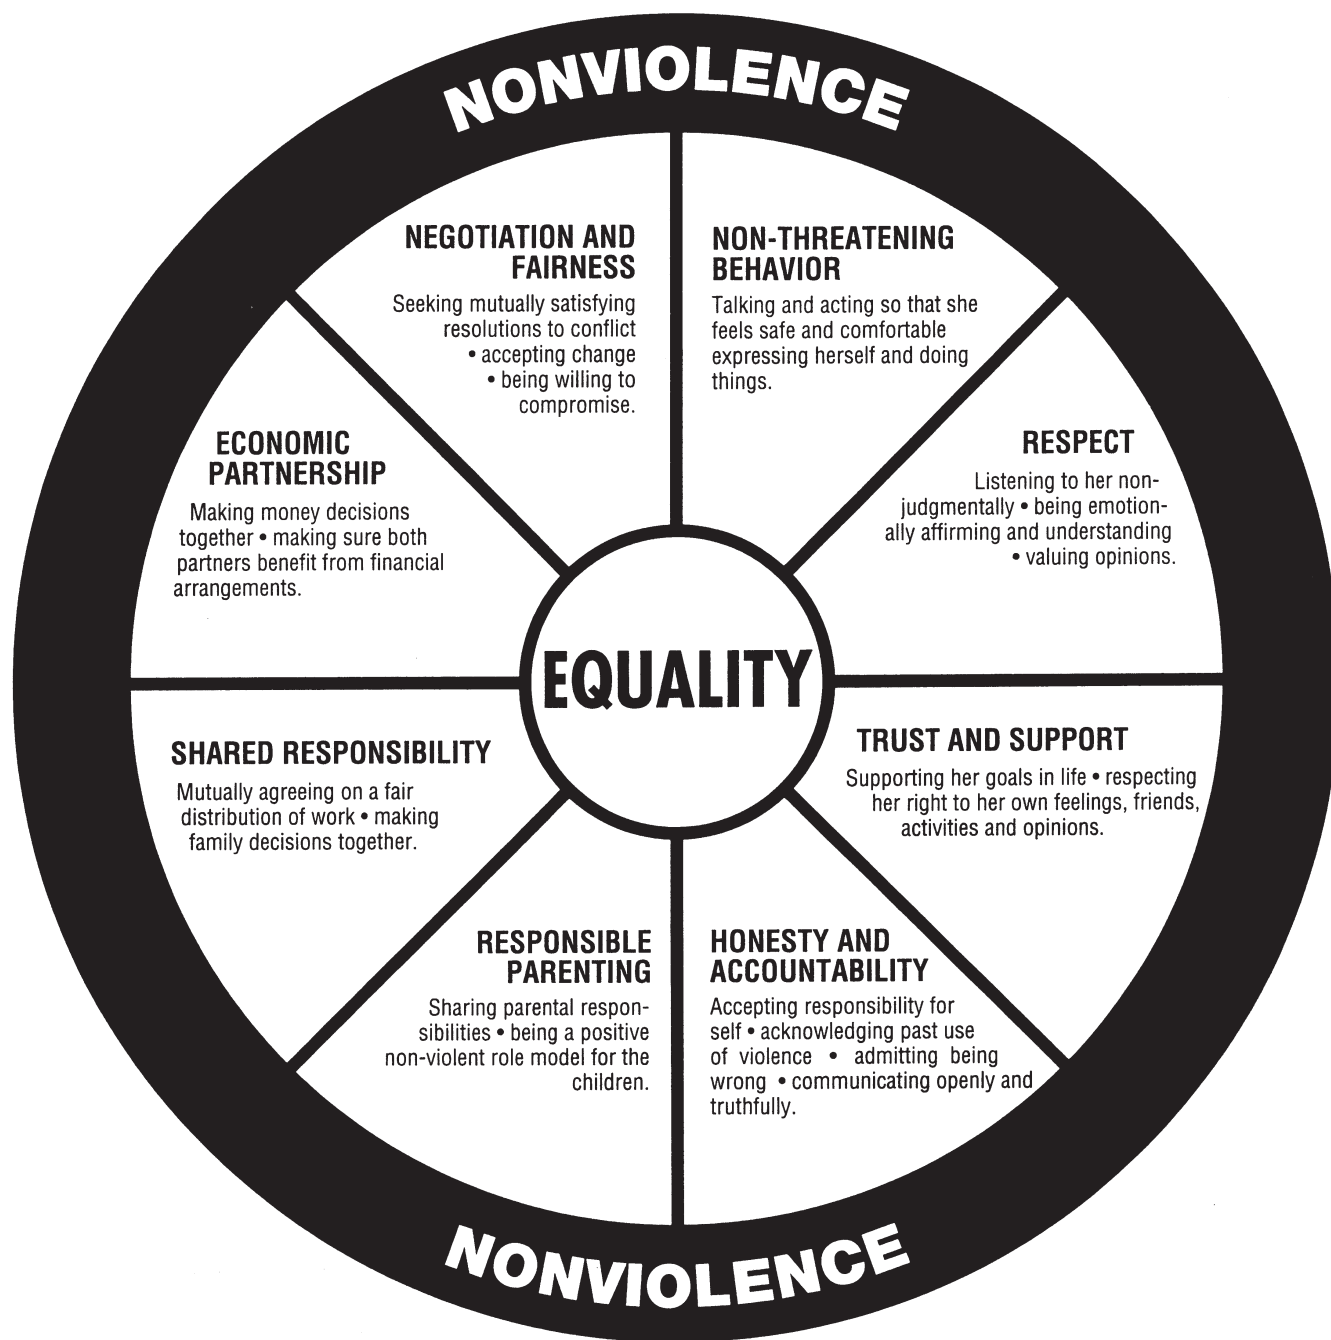 NONVIOLENCE
NEGOTIATION AND
FAIRNESS
Seeking mutually satisfying
resolutions to conflict
• accepting change
• being willing to
compromise.
NON-THREATENING
BEHAVIOR
Talking and acting so that she
feels safe and comfortable
expressing herself and doing
things.
RESPECT
Listening to her non-
judgmentally • being emotion-
ally affirming and understanding
• valuing opinions.
TRUST AND SUPPORT
Supporting her goals in life • respecting
her right to her own feelings, friends,
activities and opinions.
HONESTY AND
ACCOUNTABILITY
Accepting responsibility for
self • acknowledging past use
of violence • admitting being
wrong • communicating openly and
truthfully.
RESPONSIBLE
PARENTING
Sharing parental respon-
sibilities • being a positive
non-violent role model for the
children.
SHARED RESPONSIBILITY
Mutually agreeing on a fair
distribution of work • making
family decisions together.
ECONOMIC
PARTNERSHIP
Making money decisions
together • making sure both
partners benefit from financial
arrangements.
EQUALITY
NONVIOLENCE